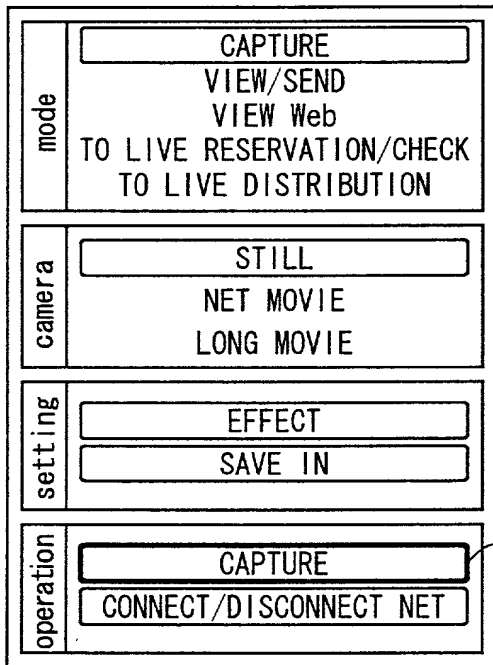 mode
CAPTURE
VIEW/SEND
VIEW Web
TO LIVE RESERVATION/CHECK
TO LIVE DISTRIBUTION
camera
STILL
NET MOVIE
LONG MOVIE
setting
EFFECT
SAVE IN
operation
CAPTURE
CONNECT/DISCONNECT NET